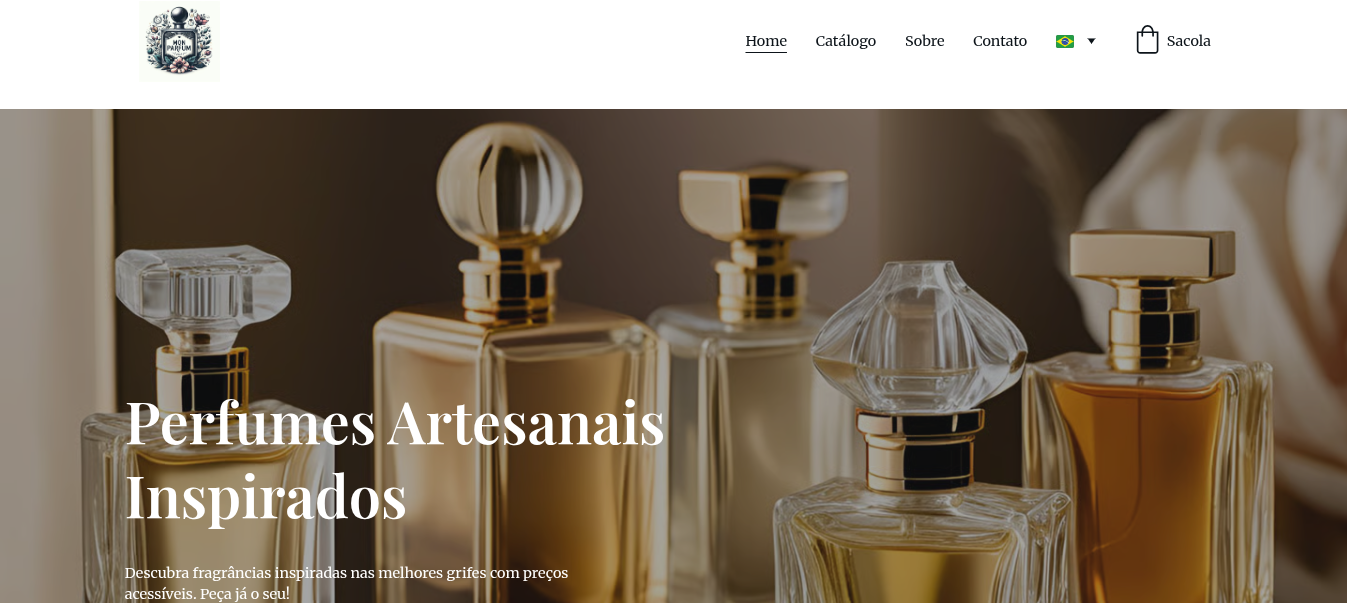 MON
PARFUM
Home
Catálogo
Sobre
Contato
Sacola
Perfumes Artesanais
Inspirados
Descubra fragrâncias inspiradas nas melhores grifes com preços
acessíveis. Peça já o seu!